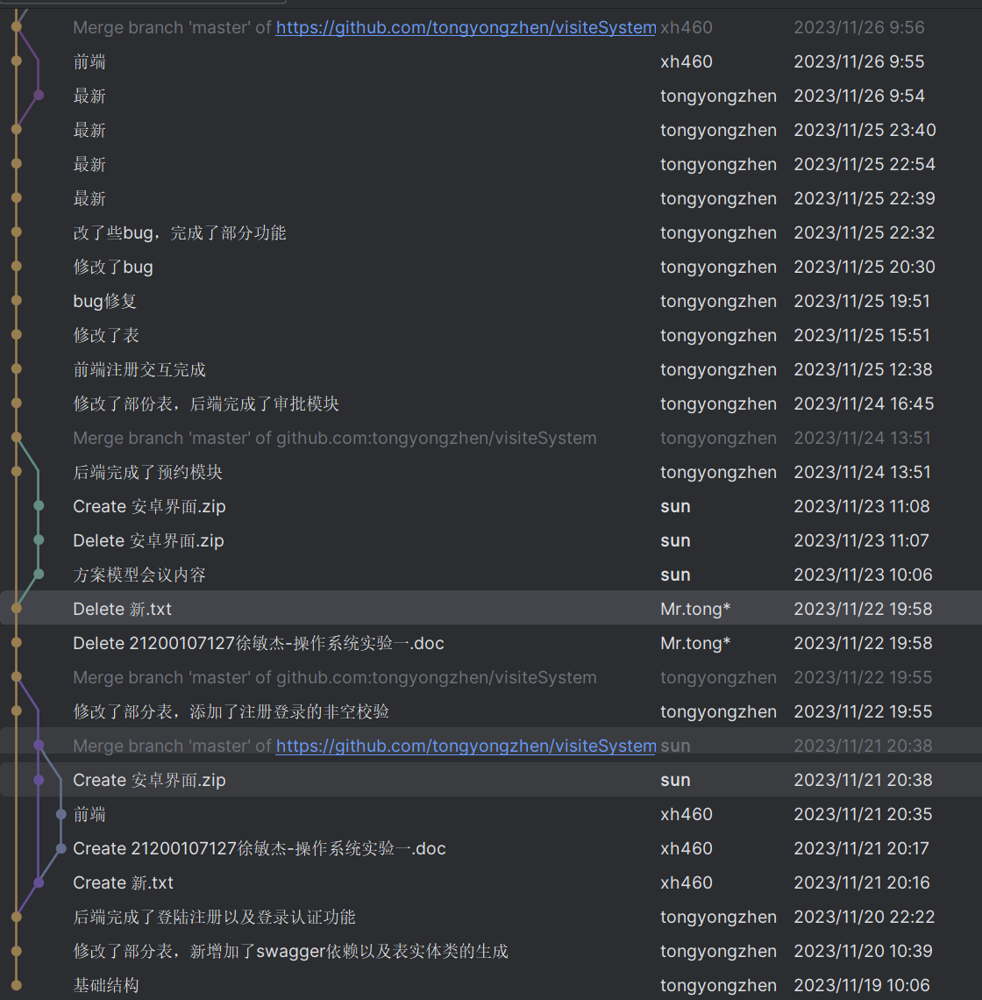 Merge branch 'master' of https://github.com/tongyongzhen/visiteSystem xh460 2023/11/26 9:56
前端 xh460 2023/11/26 9:55
最新 tongyongzhen 2023/11/26 9:54
最新 tongyongzhen 2023/11/25 23:40
最新 tongyongzhen 2023/11/25 22:54
最新 tongyongzhen 2023/11/25 22:39
改了些bug，完成了部分功能 tongyongzhen 2023/11/25 22:32
修改了bug tongyongzhen 2023/11/25 20:30
bug修复 tongyongzhen 2023/11/25 19:51
修改了表 tongyongzhen 2023/11/25 15:51
前端注册交互完成 tongyongzhen 2023/11/25 12:38
修改了部份表，后端完成了审批模块 tongyongzhen 2023/11/24 16:45
Merge branch 'master' of github.com:tongyongzhen/visiteSystem tongyongzhen 2023/11/24 13:51
后端完成了预约模块 tongyongzhen 2023/11/24 13:51
Create 安卓界面.zip sun 2023/11/23 11:08
Delete 安卓界面.zip sun 2023/11/23 11:07
方案模型会议内容 sun 2023/11/23 10:06
Delete 新.txt Mr.tong* 2023/11/22 19:58
Delete 21200107127徐敏杰-操作系统实验一.doc Mr.tong* 2023/11/22 19:58
Merge branch 'master' of github.com:tongyongzhen/visiteSystem tongyongzhen 2023/11/22 19:55
修改了部分表，添加了注册登录的非空校验 tongyongzhen 2023/11/22 19:55
Merge branch 'master' of https://github.com/tongyongzhen/visiteSystem sun 2023/11/21 20:38
Create 安卓界面.zip sun 2023/11/21 20:38
前端 xh460 2023/11/21 20:35
Create 21200107127徐敏杰-操作系统实验一.doc xh460 2023/11/21 20:17
Create 新.txt xh460 2023/11/21 20:16
后端完成了登陆注册以及登录认证功能 tongyongzhen 2023/11/20 22:22
修改了部分表，新增加了swagger依赖以及表实体类的生成 tongyongzhen 2023/11/20 10:39
基础结构 tongyongzhen 2023/11/19 10:06